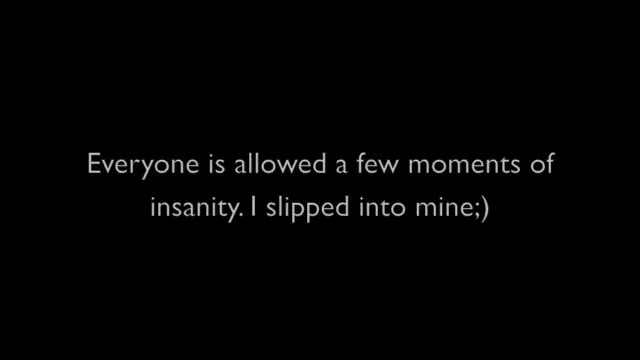 Everyone is allowed a few moments of
insanity. I slipped into mine;)